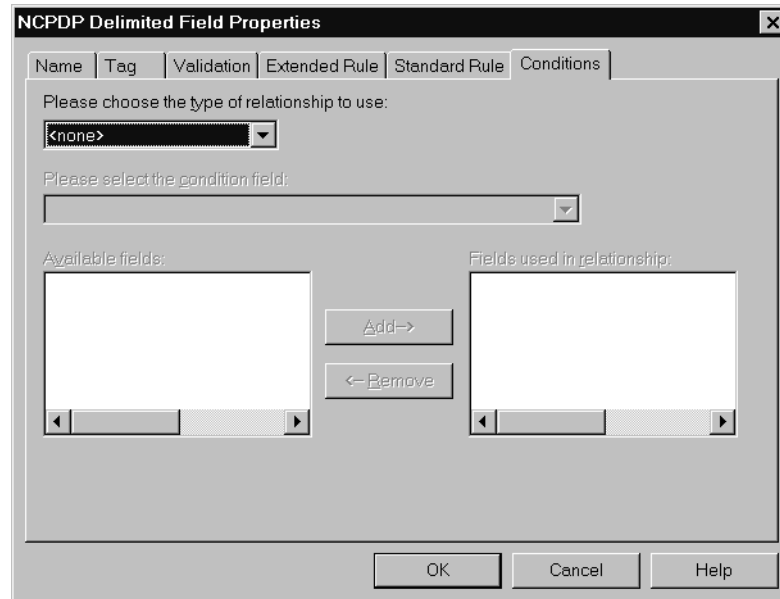 NCPDP Delimited Field Properties
Name Tag Validation Extended Rule Standard Rule Conditions
Please choose the type of relationship to use:
<none>
Please select the condition field:
Available fields: Fields used in relationship:
Add-->
<-- Remove
OK Cancel Help